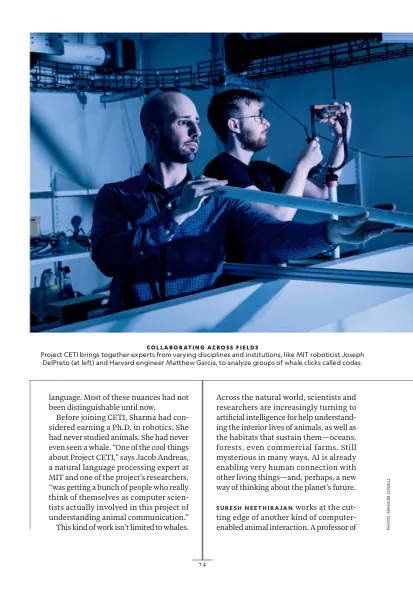 COLLABORATING ACROSS FIELDS
Project CETI brings together experts from varying disciplines and institutions, like MIT roboticist Joseph
DelPreto (at left) and Harvard engineer Matthew Garcia, to analyze groups of whale clicks called codas.
language. Most of these nuances had not
been distinguishable until now.
Before joining CETI, Sharma had con-
sidered earning a Ph.D. in robotics. She
had never studied animals. She had never
even seen a whale. “One of the cool things
about Project CETI,” says Jacob Andreas,
a natural language processing expert at
MIT and one of the project’s researchers,
“was getting a bunch of people who really
think of themselves as computer scien-
tists actually involved in this project of
understanding animal communication.”
This kind of work isn’t limited to whales.
Across the natural world, scientists and
researchers are increasingly turning to
artificial intelligence for help understand-
ing the interior lives of animals, as well as
the habitats that sustain them—oceans,
forests, even commercial farms. Still
mysterious in many ways, AI is already
enabling very human connection with
other living things—and, perhaps, a new
way of thinking about the planet’s future.
SURESH NEETHIRAJAN works at the cut-
ting edge of another kind of computer-
enabled animal interaction. A professor of
PHOTO: SPENCER LOWELL
74